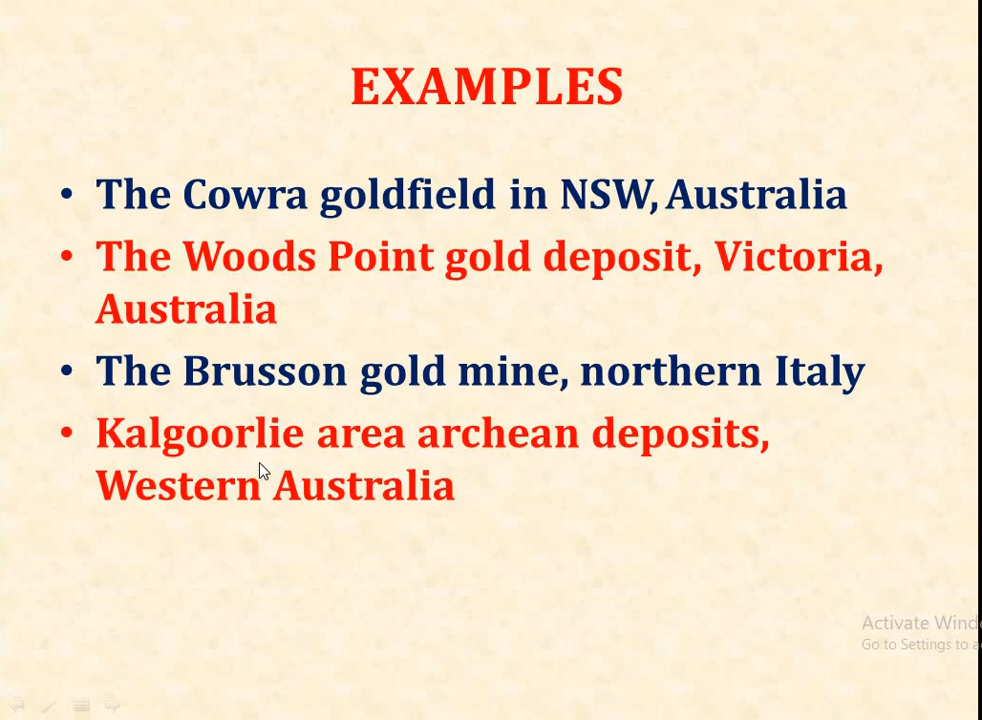 EXAMPLES
• The Cowra goldfield in NSW, Australia
• The Woods Point gold deposit, Victoria,
Australia
• The Brusson gold mine, northern Italy
• Kalgoorlie area archean deposits,
Western Australia
Activate Wind
Go to Settings to a